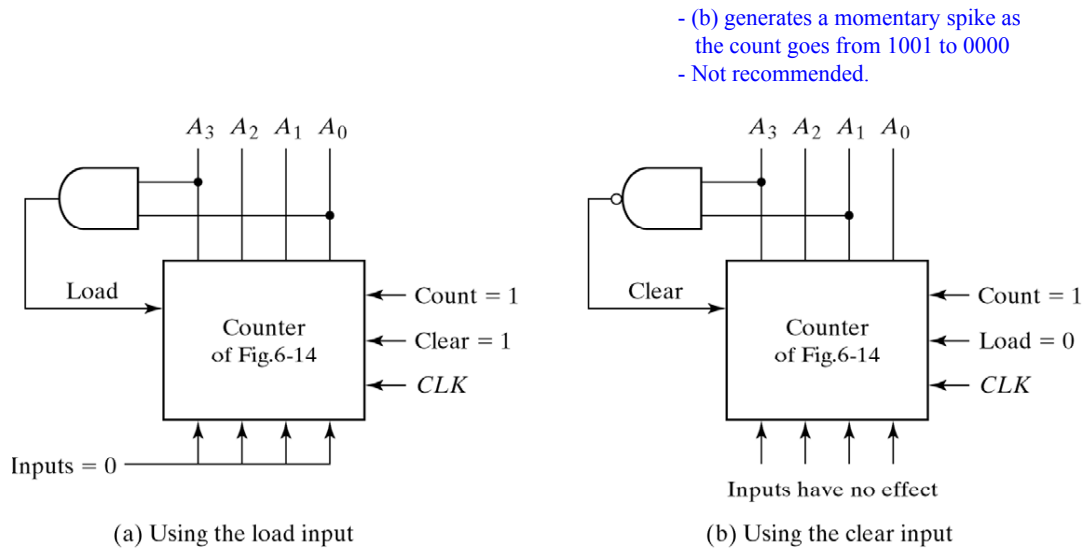 - (b) generates a momentary spike as
the count goes from 1001 to 0000
- Not recommended.
A3 A2 A1 A0
Load
Counter
of Fig.6-14
Count = 1
Clear = 1
CLK
Inputs = 0
(a) Using the load input
A3 A2 A1 A0
Clear
Counter
of Fig.6-14
Count = 1
Load = 0
CLK
Inputs have no effect
(b) Using the clear input